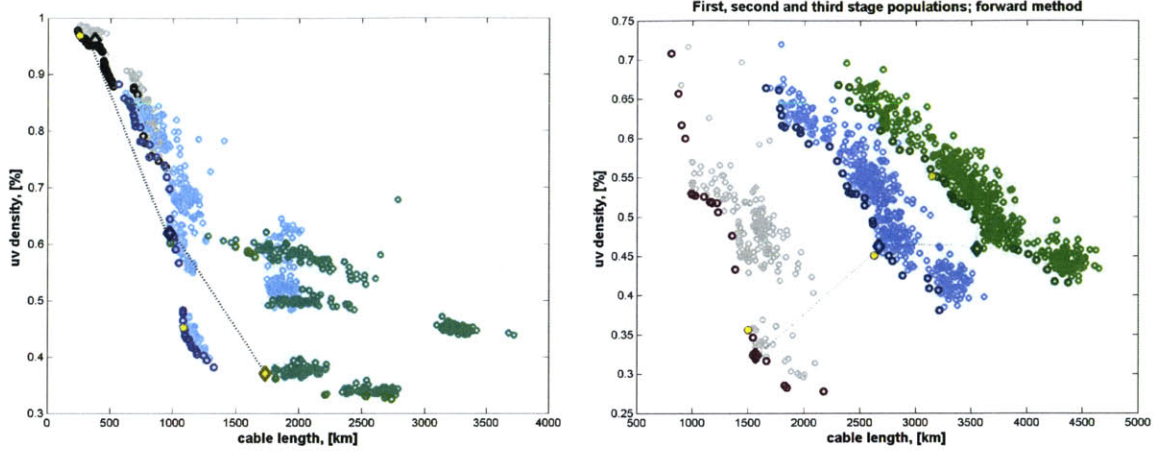 First, second and third stage populations; forward method
1
0.9
0.8
0.7
0.6
0.5
0.4
0.3
uv density, [%]
0 500 1000 1500 2000 2500 3000 3500 4000
cable length, [km]
0.75
0.7
0.65
0.6
0.55
0.5
0.45
0.4
0.35
0.3
0.25
uv density, [%]
500 1000 1500 2000 2500 3000 3500 4000 4500 5000
cable length, [km]